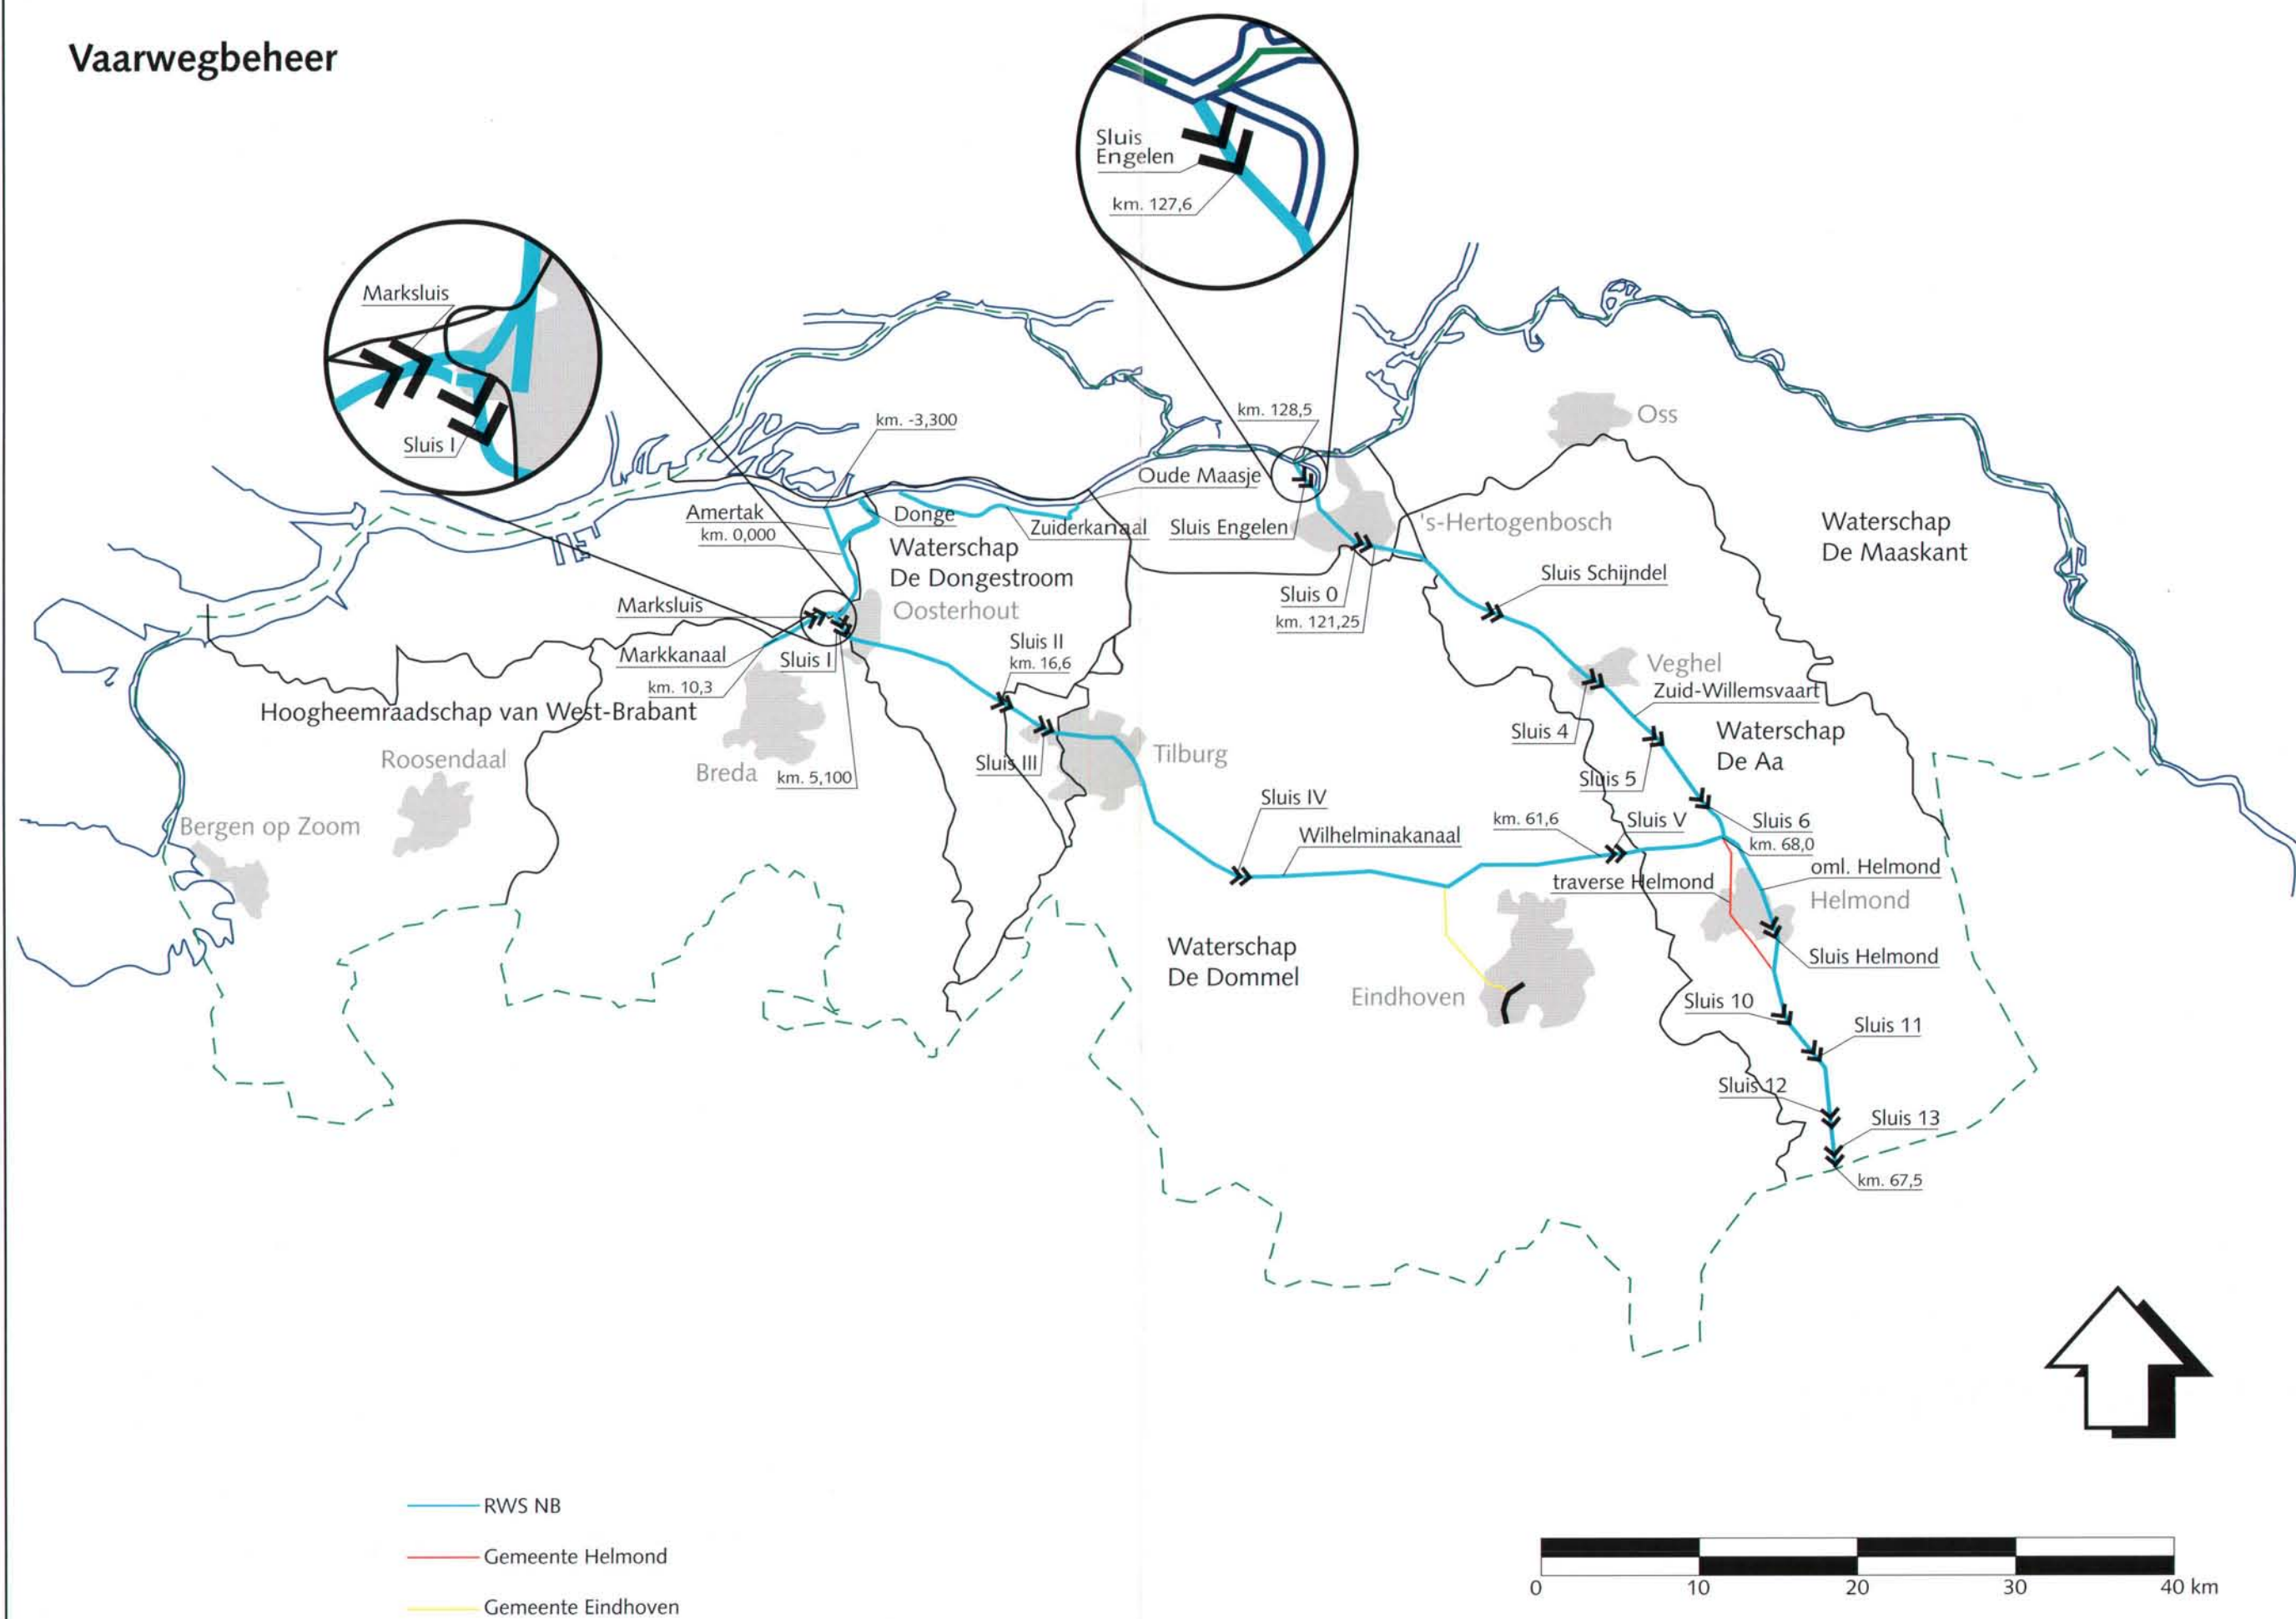 Vaarwegbeheer
Sluis
Engelen
km. 127,6
Marksluis
Sluis I
km. -3,300
km. 128,5
Oss
Oude Maasje
Amertak
km. 0,000
Donge
Zuiderkanaal
Sluis Engelen
's-Hertogenbosch
Waterschap
De Maaskant
Waterschap
De Dongestroom
Sluis Schijndel
Marksluis
Oosterhout
Sluis 0
km. 121,25
Markkanaal
Sluis I
Sluis II
km. 16,6
Veghel
km. 10,3
Zuid-Willemsvaart
Hoogheemraadschap van West-Brabant
Sluis 4
Waterschap
De Aa
Roosendaal
Breda
km. 5,100
Sluis III
Tilburg
Sluis 5
Bergen op Zoom
Sluis IV
Wilhelminakanaal
km. 61,6
Sluis V
Sluis 6
km. 68,0
oml. Helmond
traverse Helmond
Helmond
Waterschap
De Dommel
Sluis Helmond
Eindhoven
Sluis 10
Sluis 11
Sluis 12
Sluis 13
km. 67,5
RWS NB
Gemeente Helmond
Gemeente Eindhoven
0 10 20 30 40 km